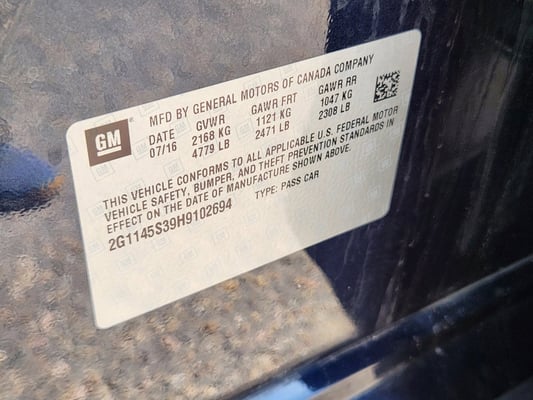 GM
MFD BY GENERAL MOTORS OF CANADA COMPANY
DATE GVWR GAWR FRT GAWR RR
07/16 2168 KG 1121 KG 1047 KG
4779 LB 2471 LB 2308 LB
THIS VEHICLE CONFORMS TO ALL APPLICABLE U.S. FEDERAL MOTOR
VEHICLE SAFETY, BUMPER, AND THEFT PREVENTION STANDARDS IN
EFFECT ON THE DATE OF MANUFACTURE SHOWN ABOVE.
2G1145S39H9102694 TYPE: PASS CAR